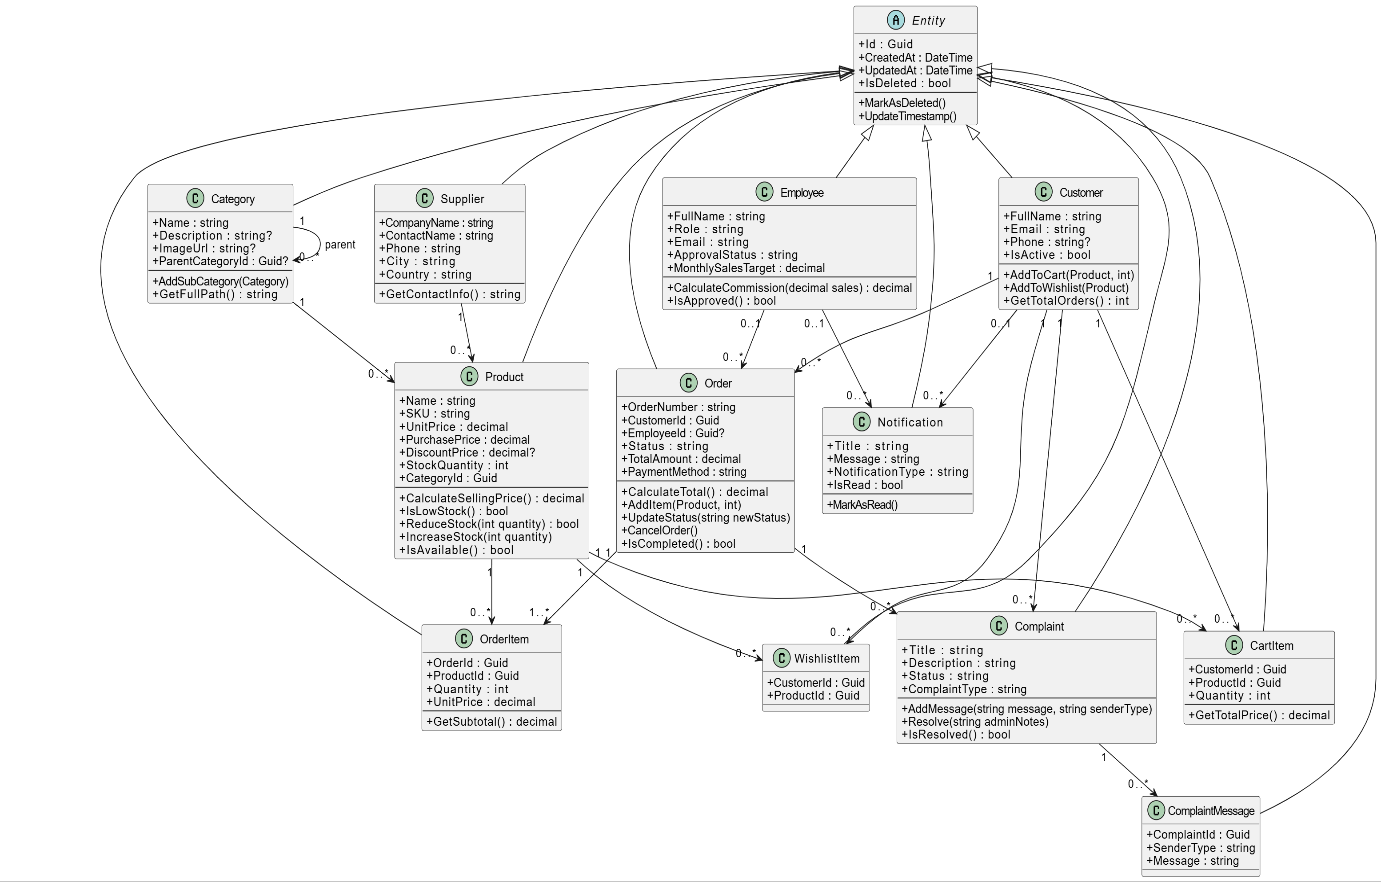 A Entity
+Id : Guid
+CreatedAt : DateTime
+UpdatedAt : DateTime
+IsDeleted : bool
+MarkAsDeleted()
+UpdateTimestamp()
C Category
+Name : string
+Description : string?
+ImageUrl : string?
+ParentCategoryId : Guid?
+AddSubCategory(Category)
+GetFullPath() : string
1
parent
0..*
C Supplier
+CompanyName : string
+ContactName : string
+Phone : string
+City : string
+Country : string
+GetContactInfo() : string
C Employee
+FullName : string
+Role : string
+Email : string
+ApprovalStatus : string
+MonthlySalesTarget : decimal
+CalculateCommission(decimal sales) : decimal
+IsApproved() : bool
C Customer
+FullName : string
+Email : string
+Phone : string?
+IsActive : bool
+AddToCart(Product, int)
+AddToWishlist(Product)
+GetTotalOrders() : int
1
1
1
0..1
0..1
0..1
1
1
1
0..*
0..*
0..*
0..*
0..*
0..*
C Product
+Name : string
+SKU : string
+UnitPrice : decimal
+PurchasePrice : decimal
+DiscountPrice : decimal?
+StockQuantity : int
+CategoryId : Guid
+CalculateSellingPrice() : decimal
+IsLowStock() : bool
+ReduceStock(int quantity) : bool
+IncreaseStock(int quantity)
+IsAvailable() : bool
C Order
+OrderNumber : string
+CustomerId : Guid
+EmployeeId : Guid?
+Status : string
+TotalAmount : decimal
+PaymentMethod : string
+CalculateTotal() : decimal
+AddItem(Product, int)
+UpdateStatus(string newStatus)
+CancelOrder()
+IsCompleted() : bool
C Notification
+Title : string
+Message : string
+NotificationType : string
+IsRead : bool
+MarkAsRead()
1
1
1
1
1
0..*
1..*
0..*
0..*
0..*
0..*
0..*
0..*
C OrderItem
+OrderId : Guid
+ProductId : Guid
+Quantity : int
+UnitPrice : decimal
+GetSubtotal() : decimal
C WishlistItem
+CustomerId : Guid
+ProductId : Guid
C Complaint
+Title : string
+Description : string
+Status : string
+ComplaintType : string
+AddMessage(string message, string senderType)
+Resolve(string adminNotes)
+IsResolved() : bool
C CartItem
+CustomerId : Guid
+ProductId : Guid
+Quantity : int
+GetTotalPrice() : decimal
1
0..*
C ComplaintMessage
+ComplaintId : Guid
+SenderType : string
+Message : string